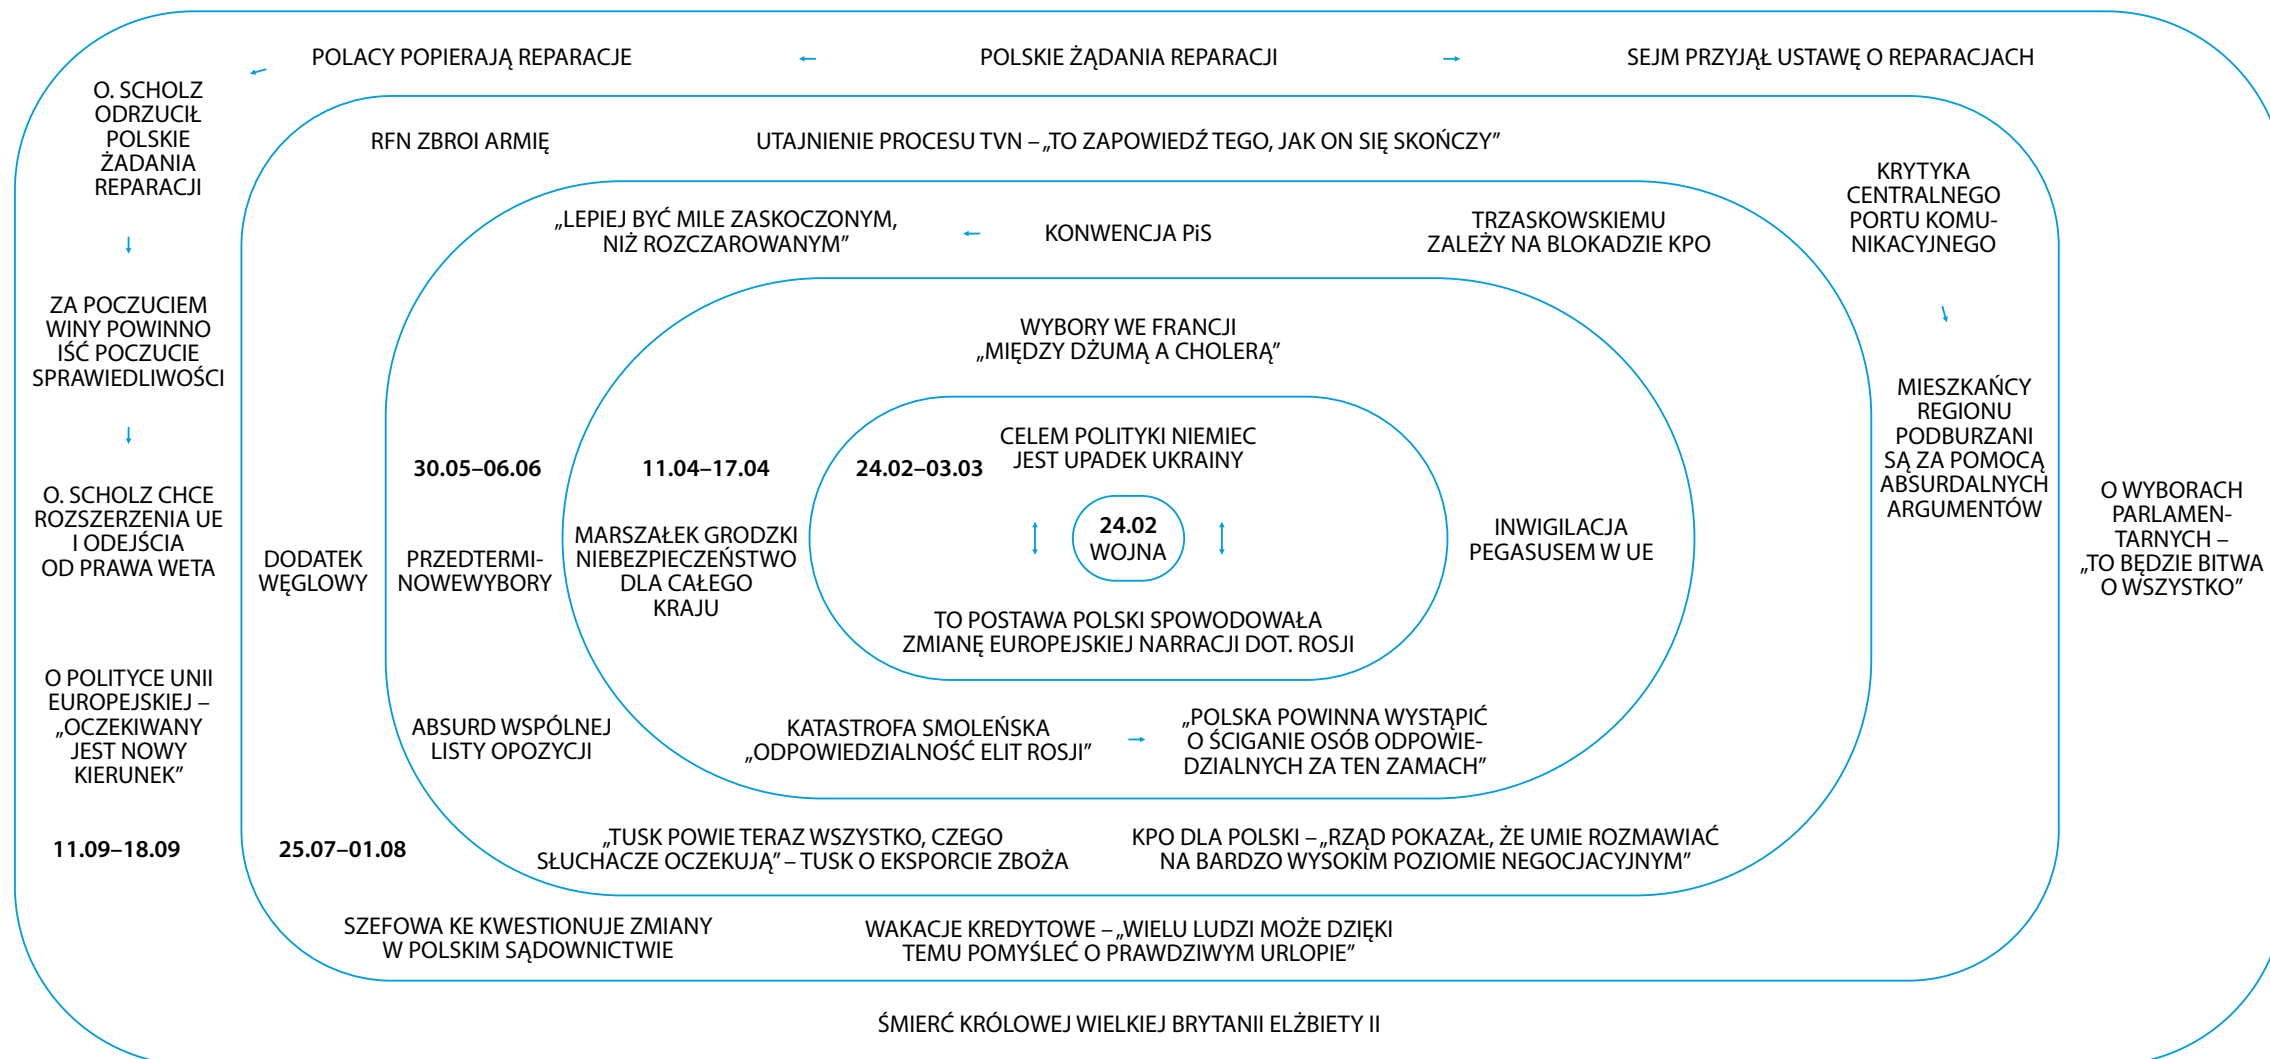 POLACY POPIERAJĄ REPARACJE
POLSKIE ŻĄDANIA REPARACJI
SEJM PRZYJĄŁ USTAWĘ O REPARACJACH
O. SCHOLZ
ODRZUCIŁ
POLSKIE
ŻADANIA
REPARACJI
ZA POCZUCIEM
WINY POWINNO
IŚĆ POCZUCIE
SPRAWIEDLIWOŚCI
O. SCHOLZ CHCE
ROZSZERZENIA UE
I ODEJŚCIA
OD PRAWA WETA
O POLITYCE UNII
EUROPEJSKIEJ –
„OCZEKIWANY
JEST NOWY
KIERUNEK”
11.09–18.09
RFN ZBROI ARMIĘ
UTAJNIENIE PROCESU TVN – „TO ZAPOWIEDŹ TEGO, JAK ON SIĘ SKOŃCZY”
KRYTYKA
CENTRALNEGO
PORTU KOMU-
NIKACYJNEGO
MIESZKAŃCY
REGIONU
PODBURZANI
SĄ ZA POMOCĄ
ABSURDALNYCH
ARGUMENTÓW
O WYBORACH
PARLAMEN-
TARNYCH –
„TO BĘDZIE BITWA
O WSZYSTKO”
DODATEK
WĘGLOWY
25.07–01.08
„LEPIEJ BYĆ MILE ZASKOCZONYM,
NIŻ ROZCZAROWANYM”
KONWENCJA PiS
TRZASKOWSKIEMU
ZALEŻY NA BLOKADZIE KPO
30.05–06.06
PRZEDTERMI-
NOWEWYBORY
ABSURD WSPÓLNEJ
LISTY OPOZYCJI
WYBORY WE FRANCJI
„MIĘDZY DŻUMĄ A CHOLERĄ”
11.04–17.04
MARSZAŁEK GRODZKI
NIEBEZPIECZEŃSTWO
DLA CAŁEGO
KRAJU
24.02–03.03
CELEM POLITYKI NIEMIEC
JEST UPADEK UKRAINY
24.02
WOJNA
TO POSTAWA POLSKI SPOWODOWAŁA
ZMIANĘ EUROPEJSKIEJ NARRACJI DOT. ROSJI
INWIGILACJA
PEGASUSEM W UE
KATASTROFA SMOLEŃSKA
„ODPOWIEDZIALNOŚĆ ELIT ROSJI”
„POLSKA POWINNA WYSTĄPIĆ
O ŚCIGANIE OSÓB ODPOWIE-
DZIALNYCH ZA TEN ZAMACH”
„TUSK POWIE TERAZ WSZYSTKO, CZEGO
SŁUCHACZE OCZEKUJĄ” – TUSK O EKSPORCIE ZBOŻA
KPO DLA POLSKI – „RZĄD POKAZAŁ, ŻE UMIE ROZMAWIAĆ
NA BARDZO WYSOKIM POZIOMIE NEGOCJACYJNYM”
SZEFOWA KE KWESTIONUJE ZMIANY
W POLSKIM SĄDOWNICTWIE
WAKACJE KREDYTOWE – „WIELU LUDZI MOŻE DZIĘKI
TEMU POMYŚLEĆ O PRAWDZIWYM URLOPIE”
ŚMIERĆ KRÓLOWEJ WIELKIEJ BRYTANII ELŻBIETY II